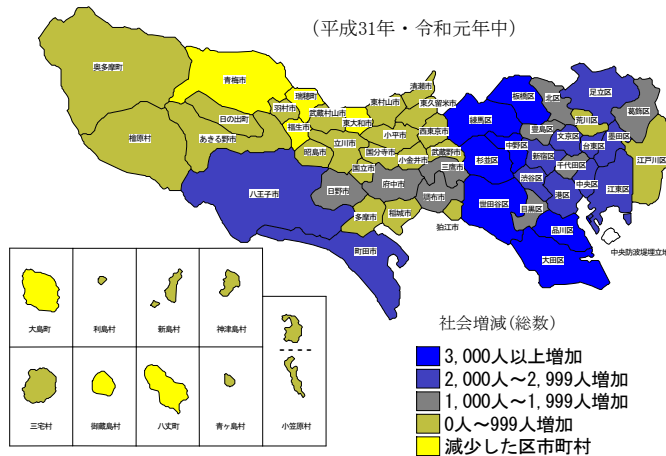 (平成31年・令和元年中)
奥多摩町
青梅市
瑞穂町
羽村市
武蔵村山市
東村山市
清瀬市
東久留米市
日の出町
福生市
東大和市
檜原村
あきる野市
昭島市
立川市
小平市
西東京市
国分寺市
武蔵野市
国立市
小金井市
三鷹市
八王子市
日野市
府中市
調布市
多摩市
稲城市
狛江市
町田市
板橋区
北区
足立区
葛飾区
練馬区
豊島区
荒川区
文京区
墨田区
台東区
中野区
新宿区
杉並区
千代田区
江戸川区
渋谷区
中央区
江東区
港区
世田谷区
目黒区
品川区
大田区
中央防波堤埋立地
大島町
利島村
新島村
神津島村
三宅村
御蔵島村
八丈町
青ヶ島村
小笠原村
社会増減(総数)
3,000人以上増加
2,000人～2,999人増加
1,000人～1,999人増加
0人～999人増加
減少した区市町村